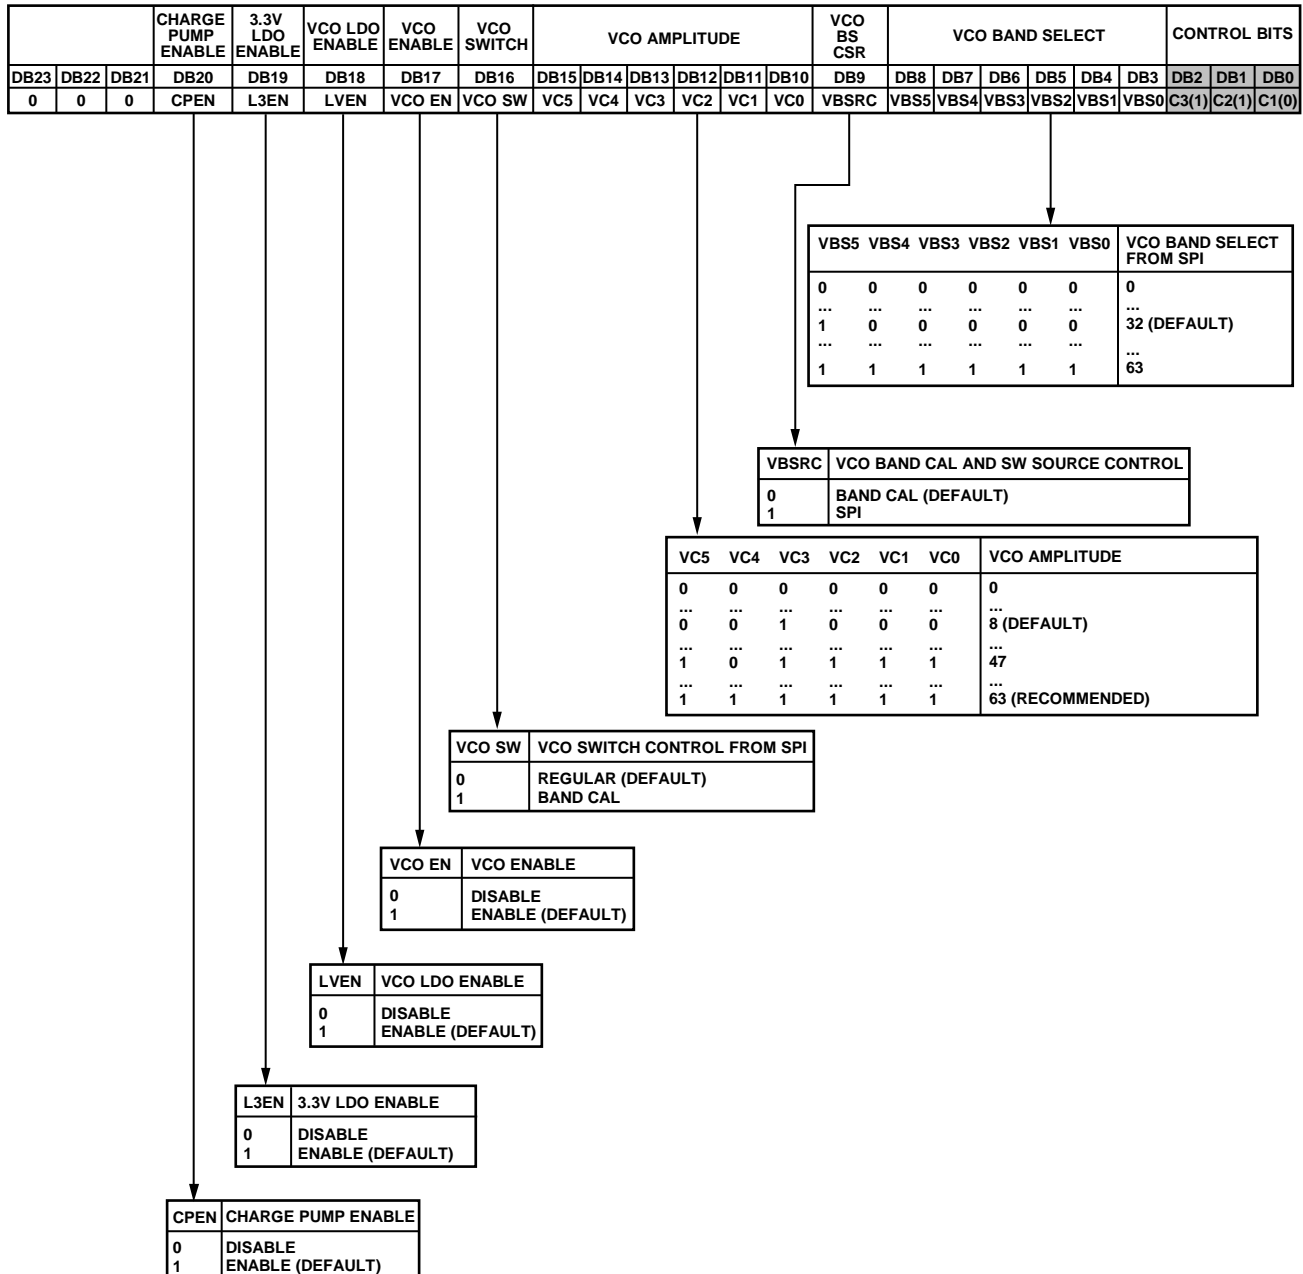 CHARGE PUMP ENABLE 3.3V LDO ENABLE VCO LDO ENABLE VCO ENABLE VCO SWITCH VCO AMPLITUDE VCO BS CSR VCO BAND SELECT CONTROL BITS
DB23 DB22 DB21 DB20 DB19 DB18 DB17 DB16 DB15 DB14 DB13 DB12 DB11 DB10 DB9 DB8 DB7 DB6 DB5 DB4 DB3 DB2 DB1 DB0
0 0 0 CPEN L3EN LVEN VCO EN VCO SW VC5 VC4 VC3 VC2 VC1 VC0 VBSRC VBS5 VBS4 VBS3 VBS2 VBS1 VBS0 C3(1) C2(1) C1(0)
VBS5 VBS4 VBS3 VBS2 VBS1 VBS0 VCO BAND SELECT FROM SPI
0 0 0 0 0 0 0
... ... ... ... ... ... ...
1 0 0 0 0 0 32 (DEFAULT)
... ... ... ... ... ... ...
1 1 1 1 1 1 63
VBSRC VCO BAND CAL AND SW SOURCE CONTROL
0 BAND CAL (DEFAULT)
1 SPI
VC5 VC4 VC3 VC2 VC1 VC0 VCO AMPLITUDE
0 0 0 0 0 0 0
... ... ... ... ... ... ...
0 0 1 0 0 0 8 (DEFAULT)
... ... ... ... ... ... ...
1 0 1 1 1 1 47
... ... ... ... ... ... ...
1 1 1 1 1 1 63 (RECOMMENDED)
VCO SW VCO SWITCH CONTROL FROM SPI
0 REGULAR (DEFAULT)
1 BAND CAL
VCO EN VCO ENABLE
0 DISABLE
1 ENABLE (DEFAULT)
LVEN VCO LDO ENABLE
0 DISABLE
1 ENABLE (DEFAULT)
L3EN 3.3V LDO ENABLE
0 DISABLE
1 ENABLE (DEFAULT)
CPEN CHARGE PUMP ENABLE
0 DISABLE
1 ENABLE (DEFAULT)